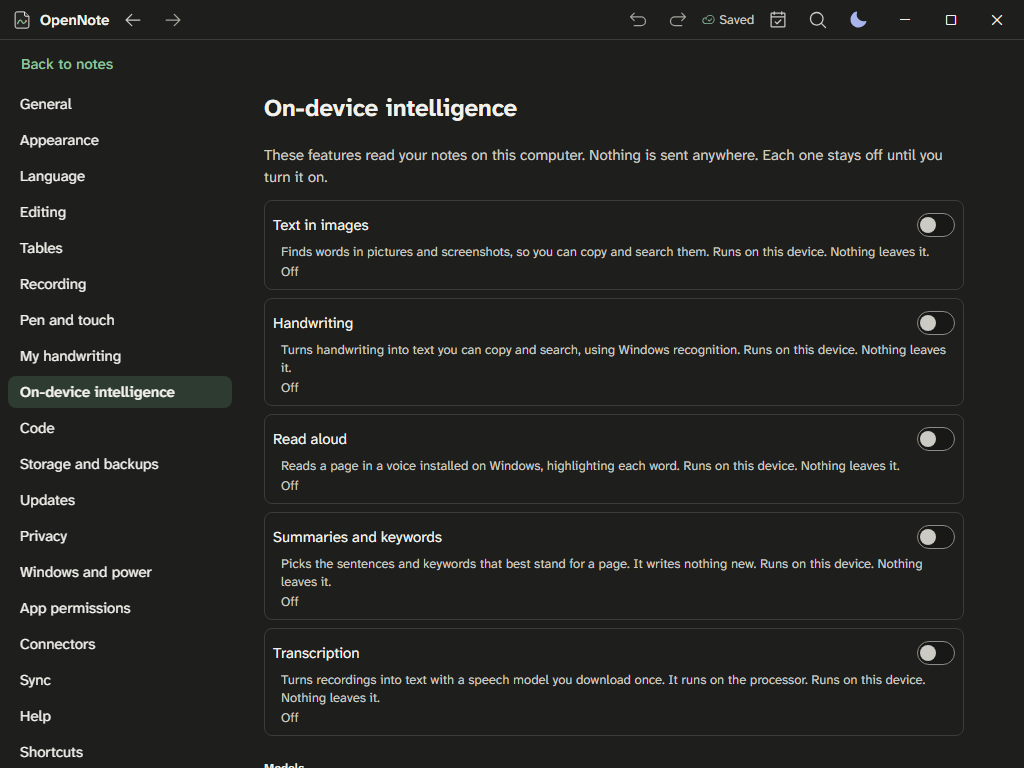 OpenNote
Saved
Back to notes
General
Appearance
Language
Editing
Tables
Recording
Pen and touch
My handwriting
On-device intelligence
Code
Storage and backups
Updates
Privacy
Windows and power
App permissions
Connectors
Sync
Help
Shortcuts
On-device intelligence
These features read your notes on this computer. Nothing is sent anywhere. Each one stays off until you
turn it on.
Text in images
Finds words in pictures and screenshots, so you can copy and search them. Runs on this device. Nothing leaves it.
Off
Handwriting
Turns handwriting into text you can copy and search, using Windows recognition. Runs on this device. Nothing leaves
it.
Off
Read aloud
Reads a page in a voice installed on Windows, highlighting each word. Runs on this device. Nothing leaves it.
Off
Summaries and keywords
Picks the sentences and keywords that best stand for a page. It writes nothing new. Runs on this device. Nothing
leaves it.
Off
Transcription
Turns recordings into text with a speech model you download once. It runs on the processor. Runs on this device.
Nothing leaves it.
Off
Models